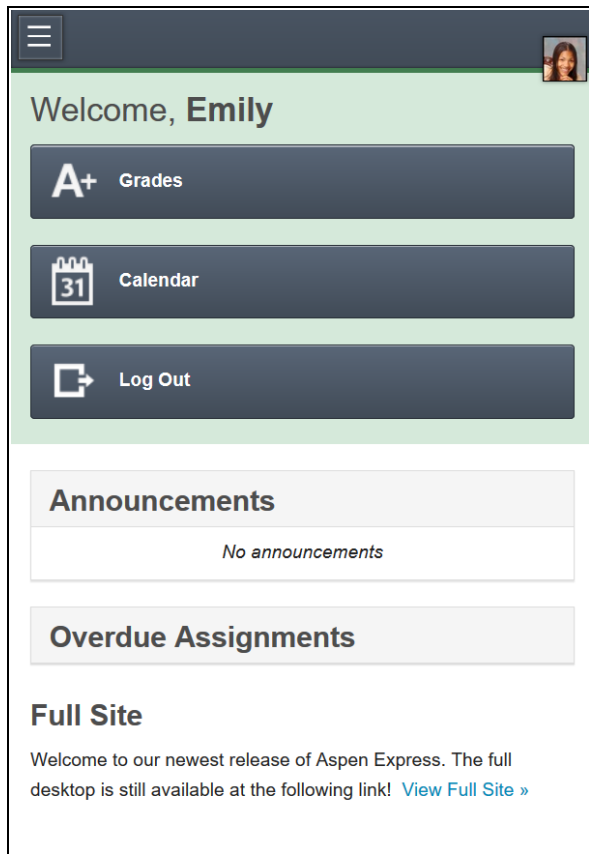 Welcome, Emily
A+ Grades
31 Calendar
Log Out
Announcements
No announcements
Overdue Assignments
Full Site
Welcome to our newest release of Aspen Express. The full
desktop is still available at the following link!  View Full Site »